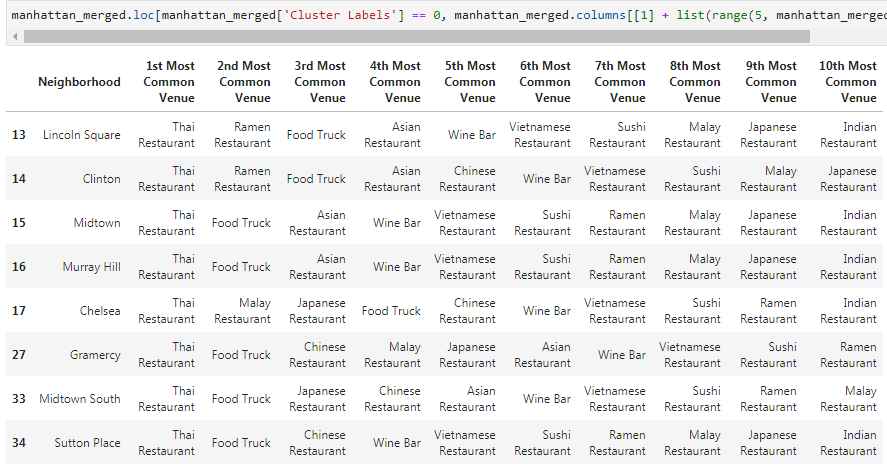 manhattan_merged.loc[manhattan_merged['Cluster Labels'] == 0, manhattan_merged.columns[[1] + list(range(5, manhattan_merged
Neighborhood 1st Most Common Venue 2nd Most Common Venue 3rd Most Common Venue 4th Most Common Venue 5th Most Common Venue 6th Most Common Venue 7th Most Common Venue 8th Most Common Venue 9th Most Common Venue 10th Most Common Venue
13 Lincoln Square Thai Restaurant Ramen Restaurant Food Truck Asian Restaurant Wine Bar Vietnamese Restaurant Sushi Restaurant Malay Restaurant Japanese Restaurant Indian Restaurant
14 Clinton Thai Restaurant Ramen Restaurant Food Truck Asian Restaurant Chinese Restaurant Wine Bar Vietnamese Restaurant Sushi Restaurant Malay Restaurant Japanese Restaurant
15 Midtown Thai Restaurant Food Truck Asian Restaurant Wine Bar Vietnamese Restaurant Sushi Restaurant Ramen Restaurant Malay Restaurant Japanese Restaurant Indian Restaurant
16 Murray Hill Thai Restaurant Food Truck Asian Restaurant Wine Bar Vietnamese Restaurant Sushi Restaurant Ramen Restaurant Malay Restaurant Japanese Restaurant Indian Restaurant
17 Chelsea Thai Restaurant Malay Restaurant Japanese Restaurant Food Truck Chinese Restaurant Wine Bar Vietnamese Restaurant Sushi Restaurant Ramen Restaurant Indian Restaurant
27 Gramercy Thai Restaurant Food Truck Chinese Restaurant Malay Restaurant Japanese Restaurant Asian Restaurant Wine Bar Vietnamese Restaurant Sushi Restaurant Ramen Restaurant
33 Midtown South Thai Restaurant Food Truck Japanese Restaurant Chinese Restaurant Asian Restaurant Wine Bar Vietnamese Restaurant Sushi Restaurant Ramen Restaurant Malay Restaurant
34 Sutton Place Thai Restaurant Food Truck Chinese Restaurant Wine Bar Vietnamese Restaurant Sushi Restaurant Ramen Restaurant Malay Restaurant Japanese Restaurant Indian Restaurant